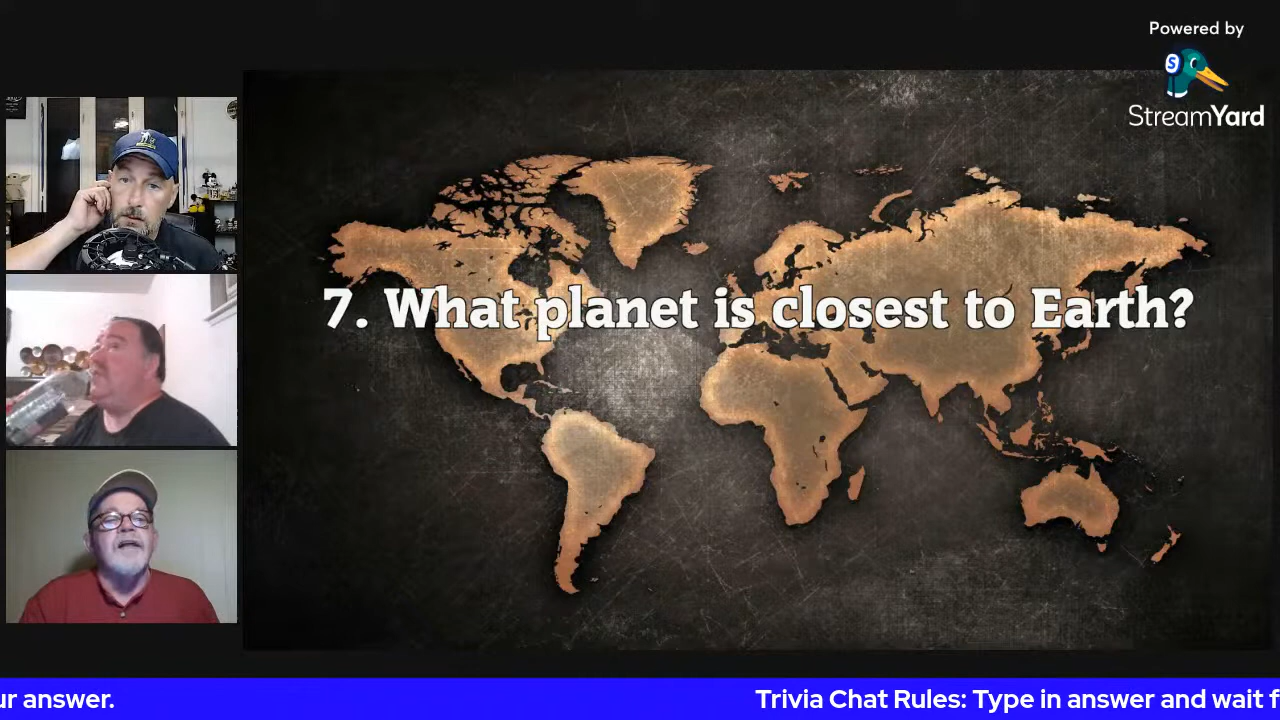 Powered by
S
StreamYard
7. What planet is closest to Earth?
ur answer.
Trivia Chat Rules: Type in answer and wait f